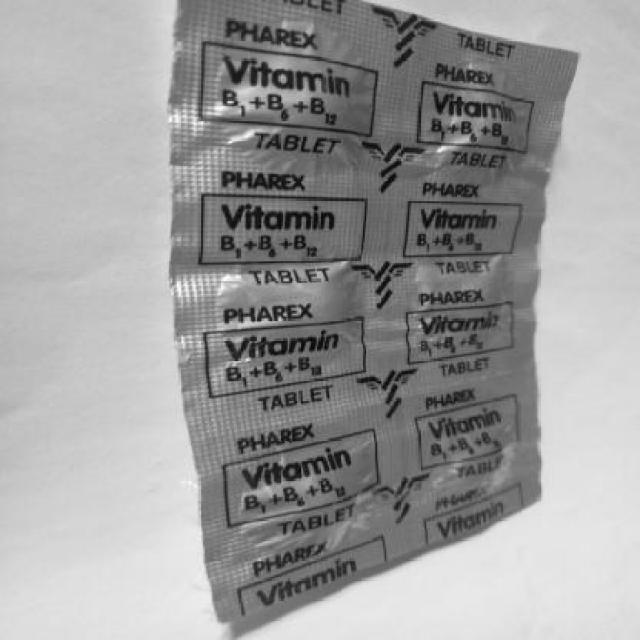 TABLET
PHAREX TABLET
Vitamin PHAREX
B1+B6+B12 Vitamin
B1+B6+B12
TABLET TABLET
PHAREX PHAREX
Vitamin Vitamin
B1+B6+B12 B1+B6+B12
TABLET TABLET
PHAREX PHAREX
Vitamin Vitamin
B1+B6+B12 B1+B6+B12
TABLET TABLET
PHAREX PHAREX
Vitamin Vitamin
B1+B6+B12 B1+B6+B12
TABLET TABLET
PHAREX PHAREX
Vitamin Vitamin